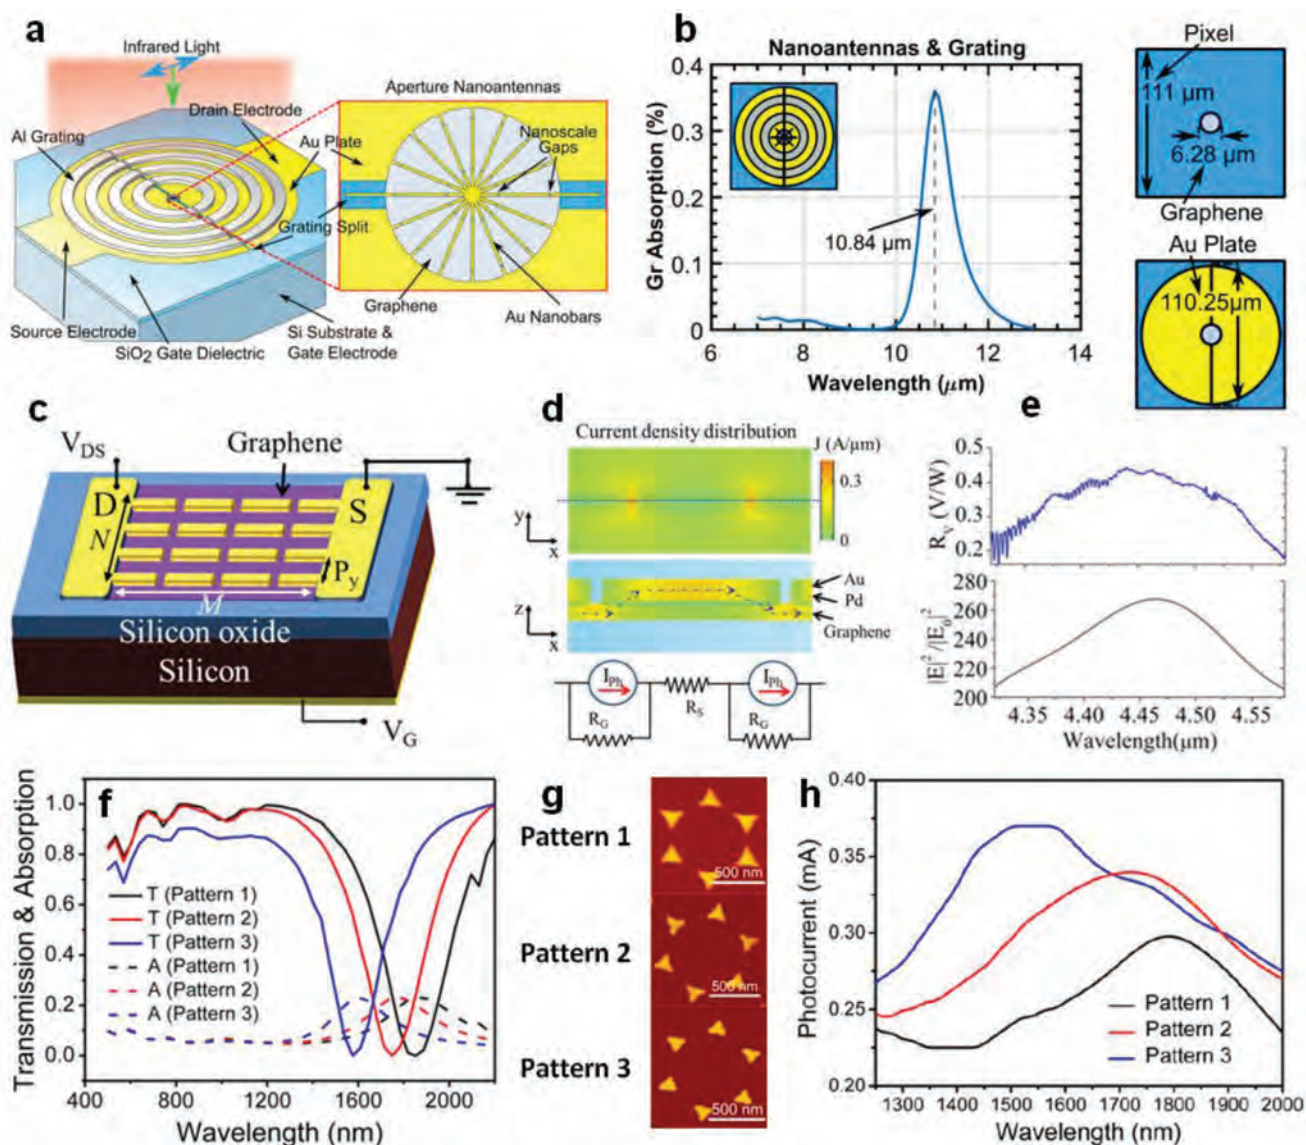 a
Infrared Light
Drain Electrode
Al Grating
Au Plate
Aperture Nanoantennas
Nanoscale
Gaps
Grating Split
Graphene
Au Nanobars
Source Electrode
SiO2 Gate Dielectric
Si Substrate &
Gate Electrode
b
Nanoantennas & Grating
Gr Absorption (%)
0.4
0.3
0.2
0.1
0
10.84 μm
6 8 10 12 14
Wavelength (μm)
Pixel
111 μm
6.28 μm
Graphene
Au Plate
110.25μm
c
VDS
Graphene
D
S
N
Py
M
Silicon oxide
Silicon
VG
d
Current density distribution
J (A/μm)
0.3
0
y
x
z
x
Au
Pd
Graphene
IPh
IPh
RG
RS
RG
e
Rv (V/W)
0.5
0.4
0.3
0.2
|E|²/|E0|²
280
260
240
220
200
4.35 4.40 4.45 4.50 4.55
Wavelength(μm)
f
Transmission & Absorption
1.0
0.8
0.6
0.4
0.2
0.0
T (Pattern 1)
T (Pattern 2)
T (Pattern 3)
A (Pattern 1)
A (Pattern 2)
A (Pattern 3)
400 800 1200 1600 2000
Wavelength (nm)
g
Pattern 1
500 nm
Pattern 2
500 nm
Pattern 3
500 nm
h
Photocurrent (mA)
0.40
0.35
0.30
0.25
0.20
Pattern 1
Pattern 2
Pattern 3
1300 1400 1500 1600 1700 1800 1900 2000
Wavelength (nm)